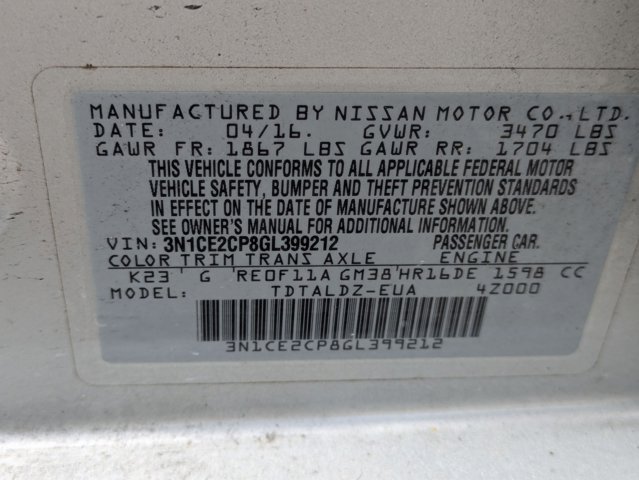 MANUFACTURED BY NISSAN MOTOR CO.,LTD.
DATE: 04/16. GVWR: 3470 LBS
GAWR FR: 1867 LBS GAWR RR: 1704 LBS
THIS VEHICLE CONFORMS TO ALL APPLICABLE FEDERAL MOTOR
VEHICLE SAFETY, BUMPER AND THEFT PREVENTION STANDARDS
IN EFFECT ON THE DATE OF MANUFACTURE SHOWN ABOVE.
SEE OWNER'S MANUAL FOR ADDITIONAL INFORMATION
VIN: 3N1CE2CP8GL399212 PASSENGER CAR.
COLOR TRIM TRANS AXLE ENGINE
K23 G RE0F11A GM38 HR16DE 1598 CC
MODEL: TDTALDZ-EUA 4Z000
3N1CE2CP8GL399212